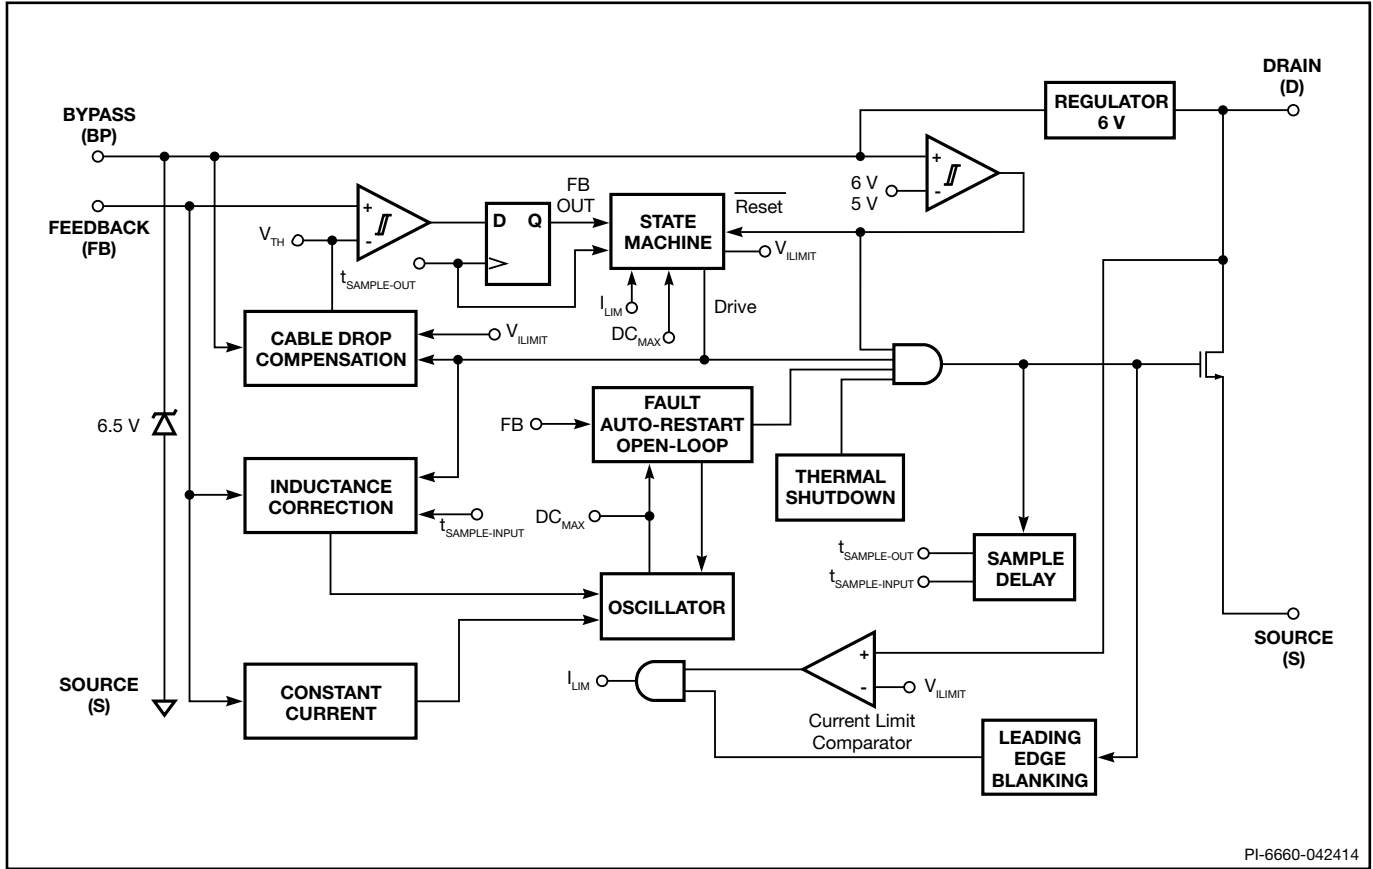 DRAIN
(D)
REGULATOR
6 V
BYPASS
(BP)
+
6 V
5 V
-
FEEDBACK
(FB)
FB
OUT
Reset
STATE
MACHINE
D Q
+
-
V_TH
t_SAMPLE-OUT
V_ILIMIT
I_LIM
DC_MAX
Drive
CABLE DROP
COMPENSATION
V_ILIMIT
6.5 V
FB
FAULT
AUTO-RESTART
OPEN-LOOP
THERMAL
SHUTDOWN
INDUCTANCE
CORRECTION
t_SAMPLE-INPUT
DC_MAX
t_SAMPLE-OUT
t_SAMPLE-INPUT
SAMPLE
DELAY
OSCILLATOR
SOURCE
(S)
SOURCE
(S)
CONSTANT
CURRENT
I_LIM
+
-
V_ILIMIT
Current Limit
Comparator
LEADING
EDGE
BLANKING
PI-6660-042414